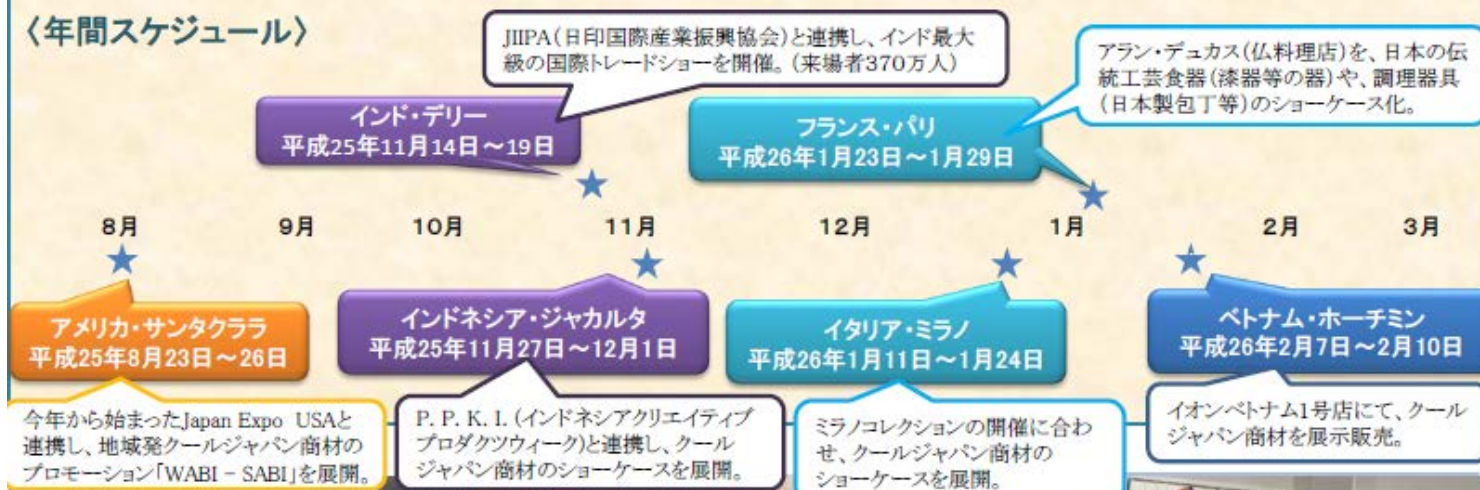 〈年間スケジュール〉
JIIPA(日印国際産業振興協会)と連携し、インド最大
級の国際トレードショーを開催。(来場者370万人)
アラン・デュカス(仏料理店)を、日本の伝
統工芸食器(漆器等の器)や、調理器具
(日本製包丁等)のショーケース化。
インド・デリー
平成25年11月14日～19日
フランス・パリ
平成26年1月23日～1月29日
8月 9月 10月 11月 12月 1月 2月 3月
アメリカ・サンタクララ
平成25年8月23日～26日
インドネシア・ジャカルタ
平成25年11月27日～12月1日
イタリア・ミラノ
平成26年1月11日～1月24日
ベトナム・ホーチミン
平成26年2月7日～2月10日
今年から始まったJapan Expo USAと
連携し、地域発クールジャパン商材の
プロモーション「WABI－SABI」を展開。
P. P. K. I. (インドネシアクリエイティブ
プロダクツウィーク)と連携し、クール
ジャパン商材のショーケースを展開。
ミラノコレクションの開催に合わ
せ、クールジャパン商材の
ショーケースを展開。
イオンベトナム1号店にて、クール
ジャパン商材を展示販売。